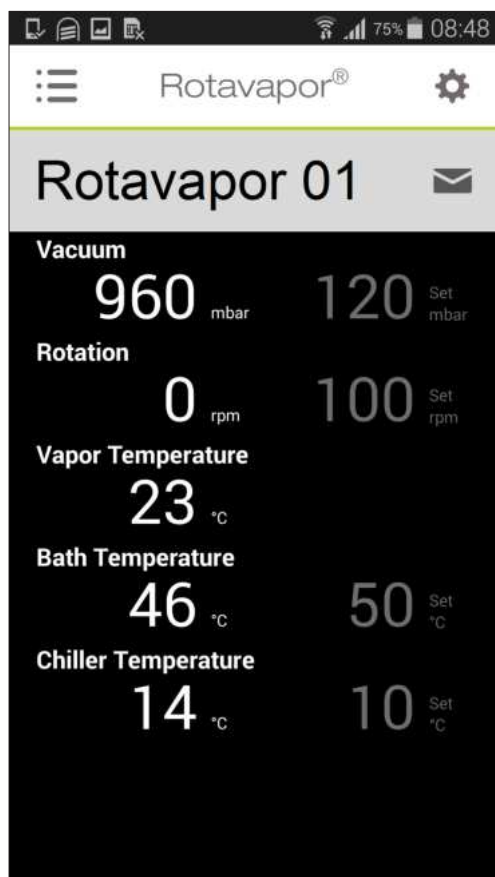 75% 08:48
Rotavapor®
Rotavapor 01
Vacuum
960 mbar 120 Set mbar
Rotation
0 rpm 100 Set rpm
Vapor Temperature
23 °C
Bath Temperature
46 °C 50 Set °C
Chiller Temperature
14 °C 10 Set °C